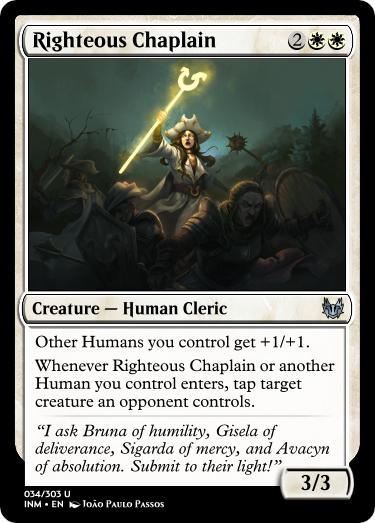 Righteous Chaplain 2
Creature — Human Cleric
Other Humans you control get +1/+1.
Whenever Righteous Chaplain or another
Human you control enters, tap target
creature an opponent controls.
“I ask Bruna of humility, Gisela of
deliverance, Sigarda of mercy, and Avacyn
of absolution. Submit to their light!”
3/3
034/303 U
INM • EN João Paulo Passos